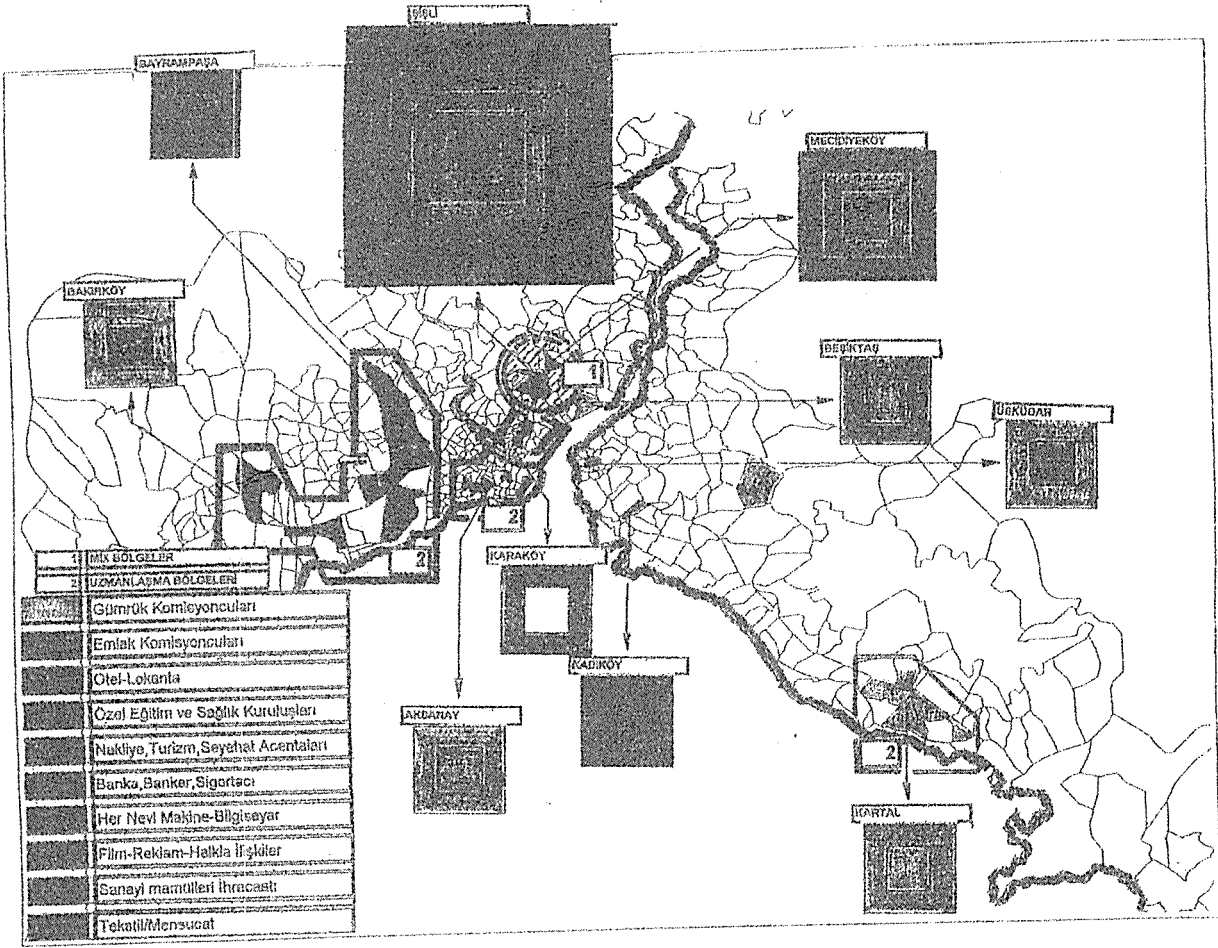 ŞİŞLİ
BAYRAMPAŞA
MECİDİYEKÖY
BAKIRKÖY
BEŞİKTAŞ
ÜSKÜDAR
1
2
2
KARAKÖY
KADIKÖY
AKSARAY
2
KARTAL
1 MİX BÖLGELER
2 UZMANLAŞMA BÖLGELERİ
Gümrük Komisyoncuları
Emlak Komisyoncuları
Otel-Lokanta
Özel Eğitim ve Sağlık Kuruluşları
Nakliye,Turizm,Seyehat Acentaları
Banka,Banker,Sigortacı
Her Nevi Makine-Bilgisayar
Film-Reklam-Halkla İlişkiler
Sanayi mamülleri İhracaatı
Tekstil/Mensucat